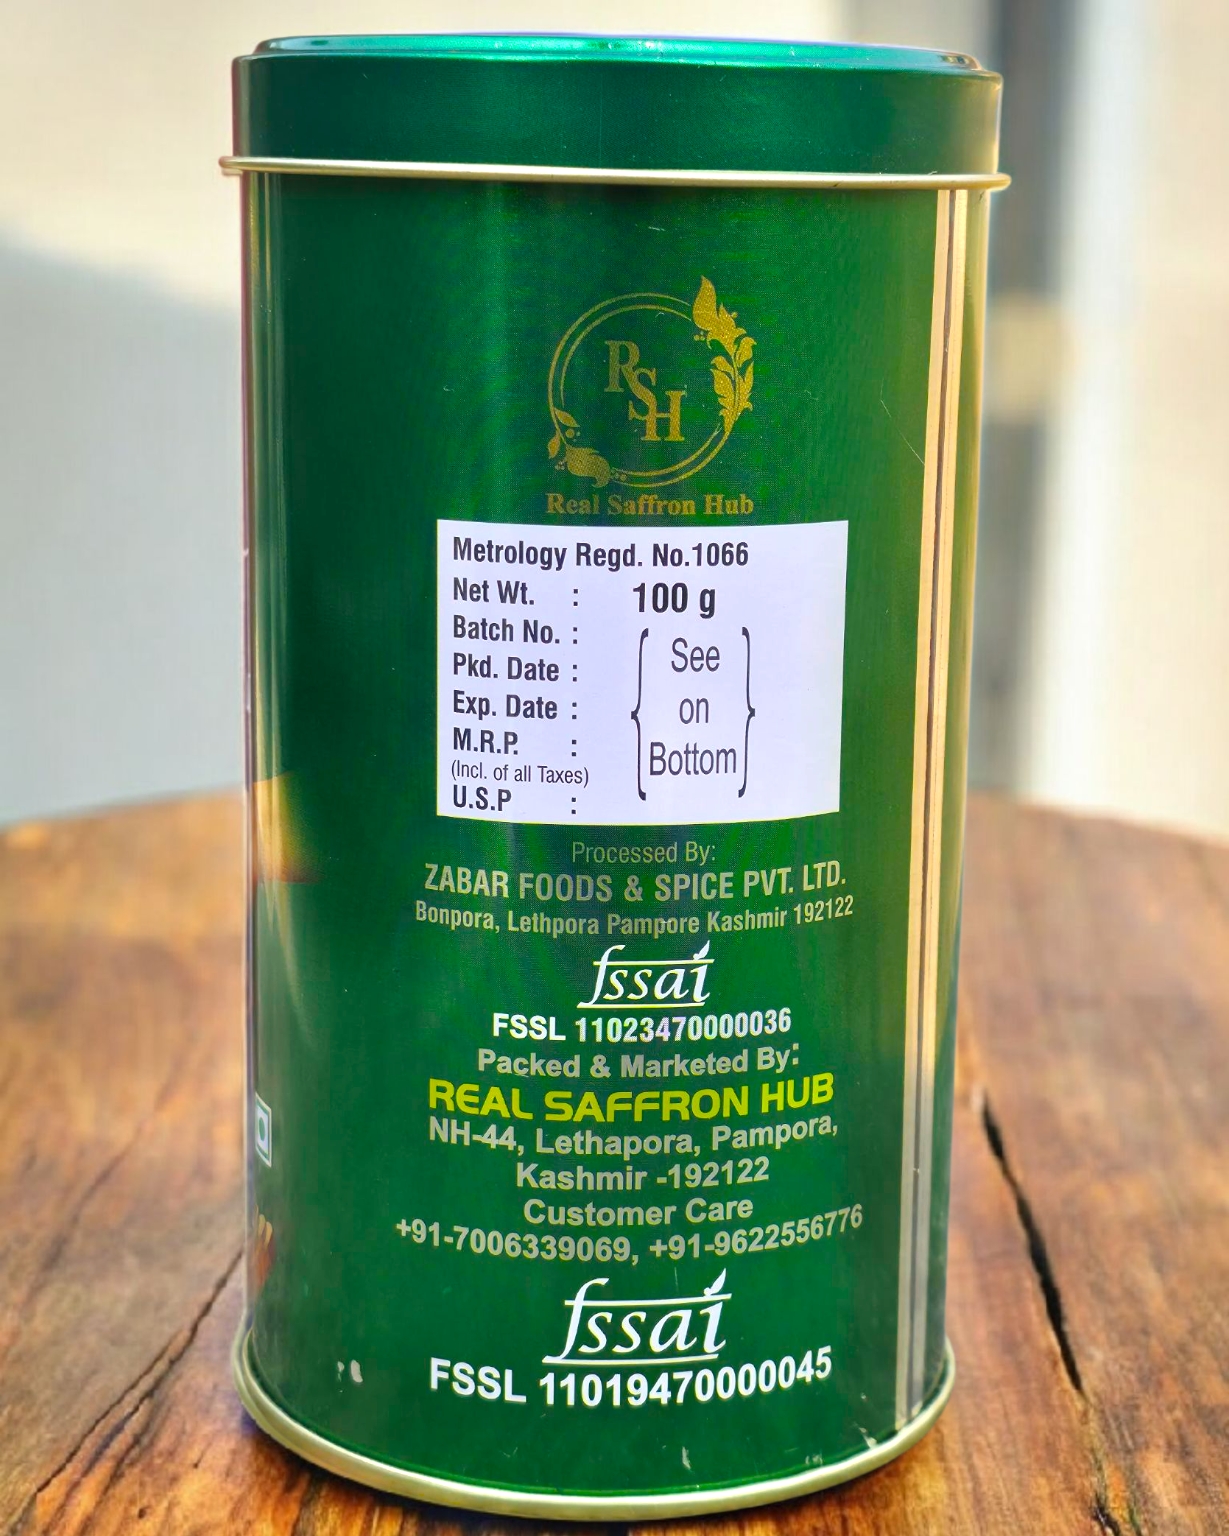 RSH
Real Saffron Hub
Metrology Regd. No.1066
Net Wt. : 100 g
Batch No. :
Pkd. Date :
Exp. Date :
M.R.P. :
(Incl. of all Taxes)
U.S.P :
See
on
Bottom
Processed By:
ZABAR FOODS & SPICE PVT. LTD.
Bonpora, Lethpora Pampore Kashmir 192122
fssai
FSSL 11023470000036
Packed & Marketed By:
REAL SAFFRON HUB
NH-44, Lethapora, Pampora,
Kashmir -192122
Customer Care
+91-7006339069, +91-9622556776
fssai
FSSL 11019470000045